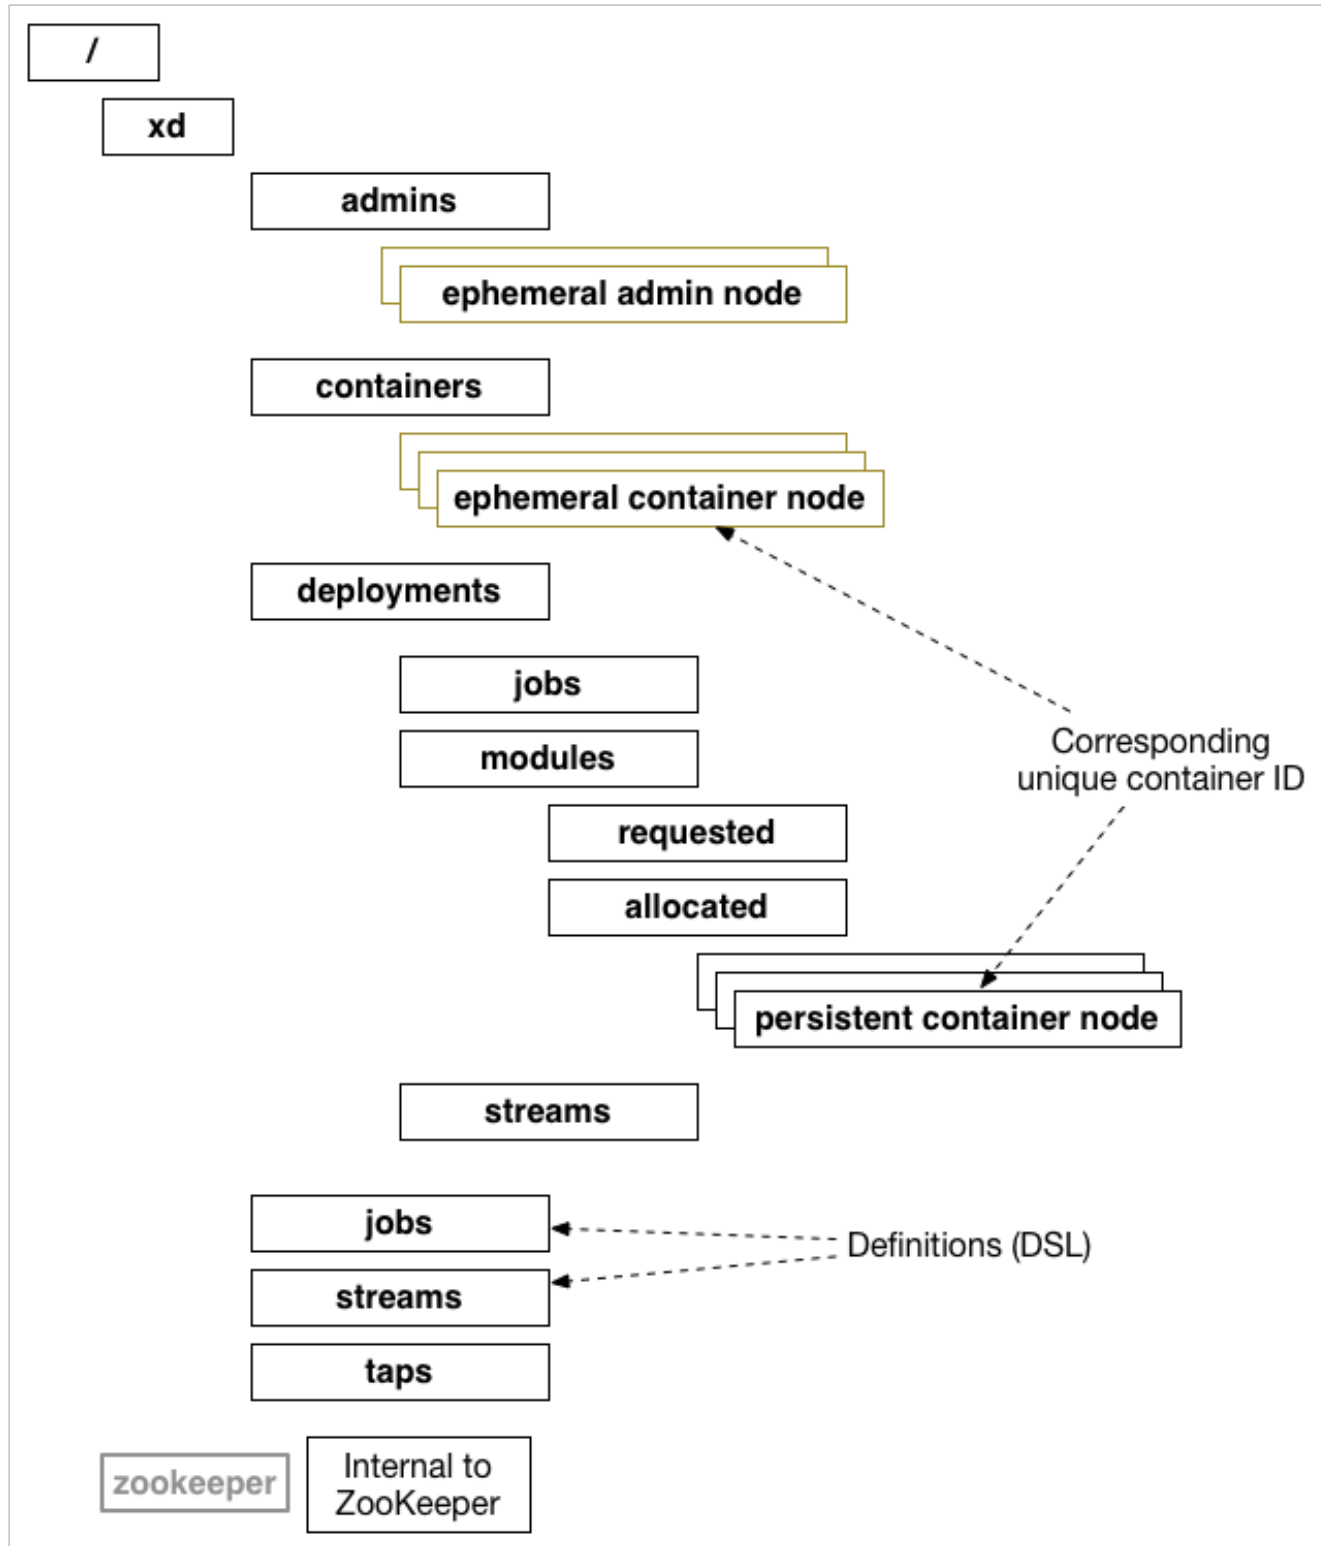 /
xd
admins
ephemeral admin node
containers
ephemeral container node
deployments
jobs
modules
Corresponding
unique container ID
requested
allocated
persistent container node
streams
jobs
Definitions (DSL)
streams
taps
zookeeper
Internal to
ZooKeeper